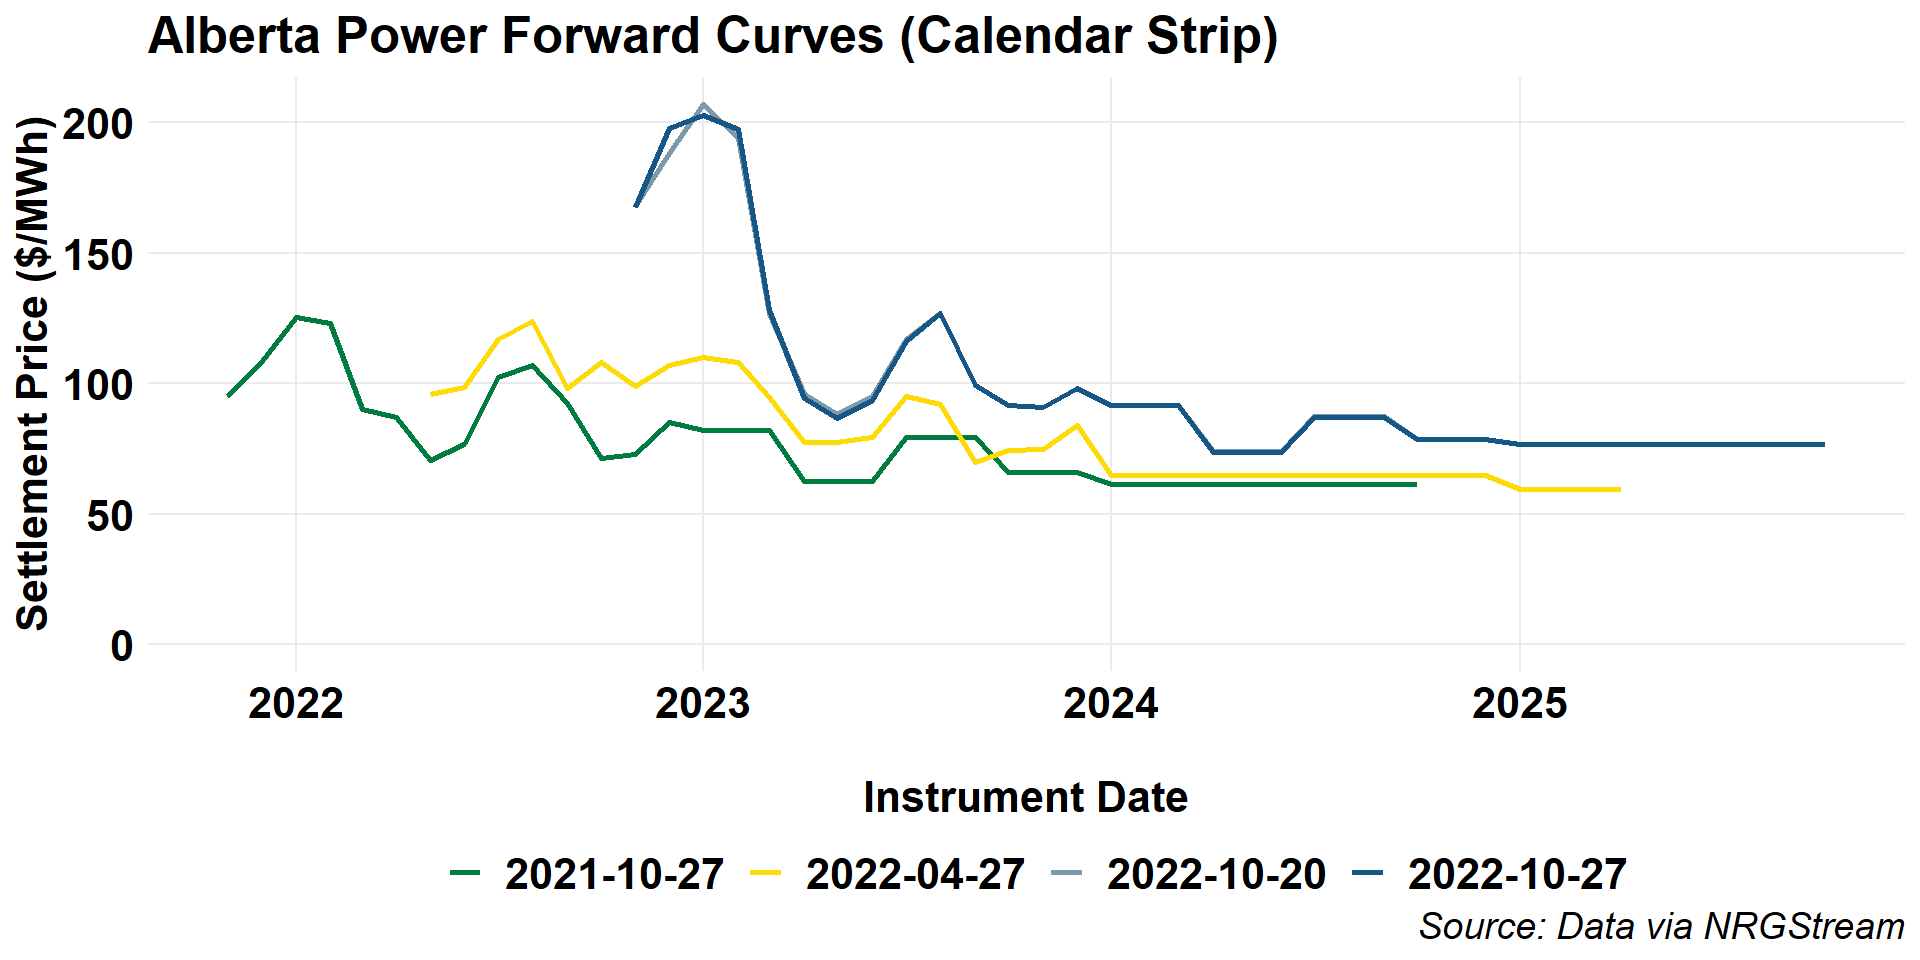 Alberta Power Forward Curves (Calendar Strip)
Settlement Price ($/MWh)
200
150
100
50
0
2022 2023 2024 2025
Instrument Date
2021-10-27 2022-04-27 2022-10-20 2022-10-27
Source: Data via NRGStream